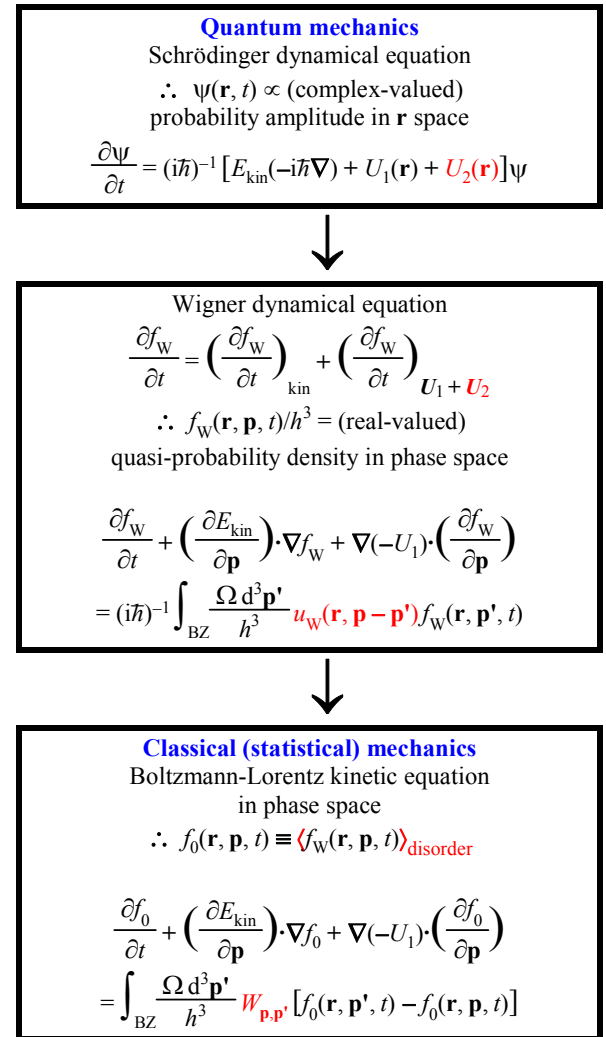 Quantum mechanics
Schrödinger dynamical equation
∴ ψ(r, t) ∝ (complex-valued)
probability amplitude in r space
∂ψ/∂t = (iℏ)⁻¹ [E_kin(−iℏ∇) + U₁(r) + U₂(r)]ψ
Wigner dynamical equation
∂f_W/∂t = (∂f_W/∂t)_kin + (∂f_W/∂t)_U₁ + U₂
∴ f_W(r, p, t)/h³ = (real-valued)
quasi-probability density in phase space
∂f_W/∂t + (∂E_kin/∂p)·∇f_W + ∇(−U₁)·(∂f_W/∂p)
= (iℏ)⁻¹ ∫_BZ Ω d³p'/h³ u_W(r, p − p') f_W(r, p', t)
Classical (statistical) mechanics
Boltzmann-Lorentz kinetic equation
in phase space
∴ f₀(r, p, t) ≡ ⟨f_W(r, p, t)⟩_disorder
∂f₀/∂t + (∂E_kin/∂p)·∇f₀ + ∇(−U₁)·(∂f₀/∂p)
= ∫_BZ Ω d³p'/h³ W_p,p' [f₀(r, p', t) − f₀(r, p, t)]